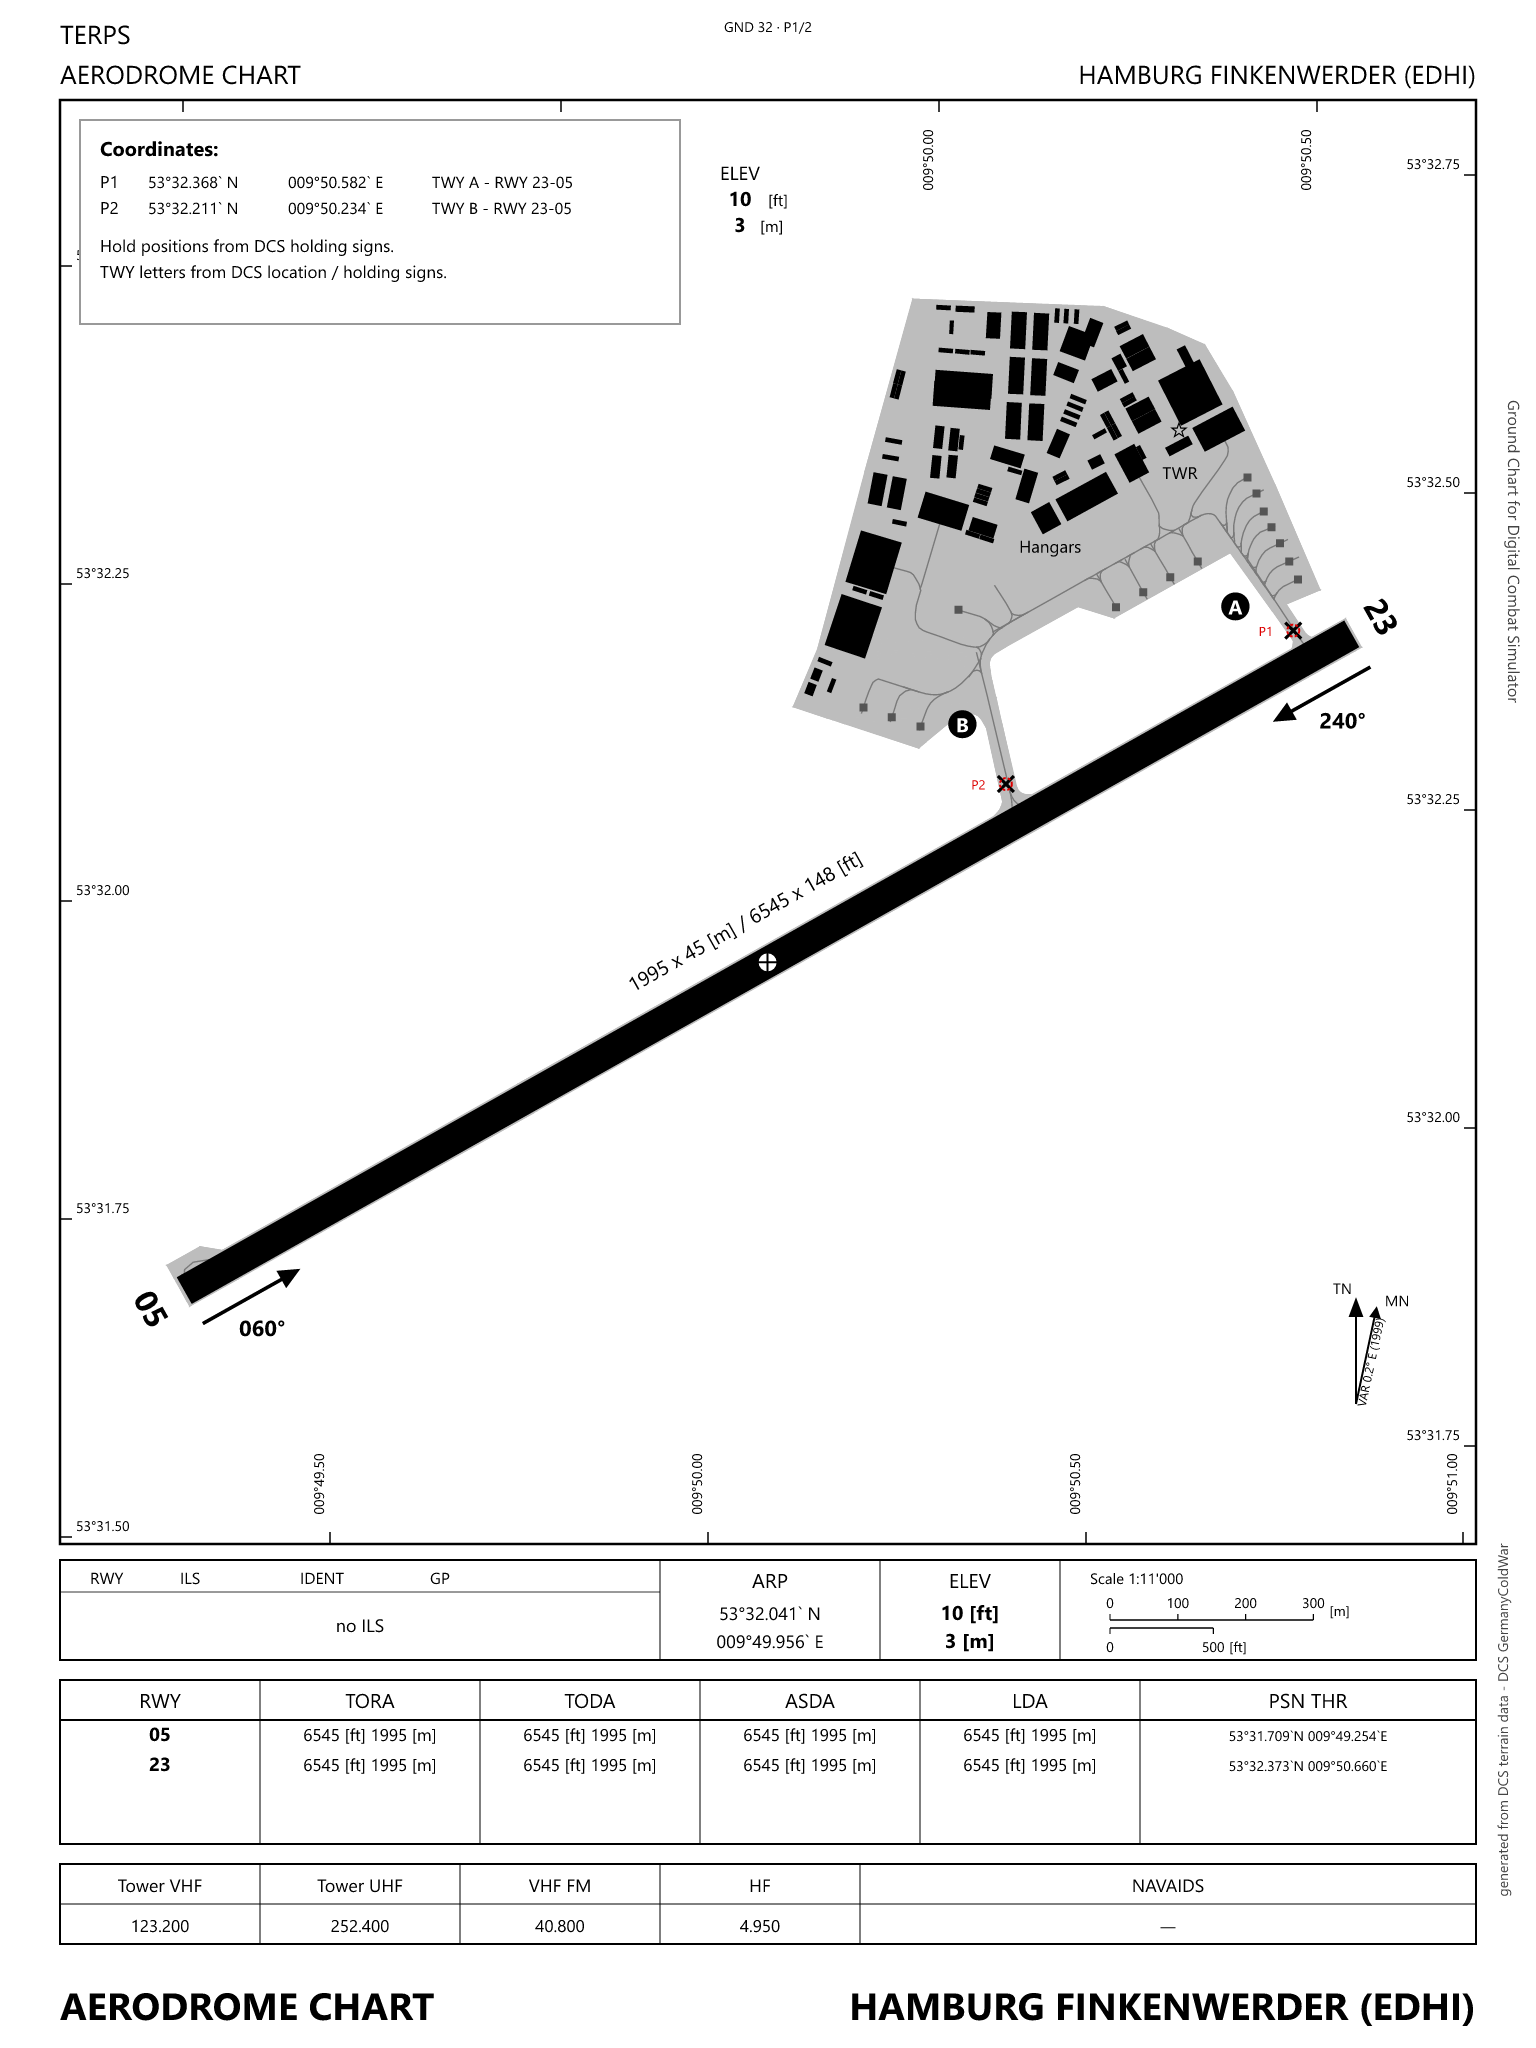 GND 32 · P1/2
TERPS
AERODROME CHART
HAMBURG FINKENWERDER (EDHI)
Coordinates:
P1 53°32.368` N 009°50.582` E TWY A - RWY 23-05
P2 53°32.211` N 009°50.234` E TWY B - RWY 23-05
Hold positions from DCS holding signs.
TWY letters from DCS location / holding signs.
ELEV
10 [ft]
3 [m]
009°50.00
009°50.50
53°32.75
53°32.50
53°32.25
53°32.00
53°31.75
53°32.25
53°32.00
53°31.75
53°31.50
TWR
Hangars
A
P1
23
240°
B
P2
1995 x 45 [m] / 6545 x 148 [ft]
05
060°
TN
MN
VAR 0.2° E (1999)
009°49.50
009°50.00
009°50.50
009°51.00
Ground Chart for Digital Combat Simulator
generated from DCS terrain data - DCS GermanyColdWar
RWY ILS IDENT GP
no ILS
ARP
53°32.041` N
009°49.956` E
ELEV
10 [ft]
3 [m]
Scale 1:11'000
0 100 200 300 [m]
0 500 [ft]
RWY TORA TODA ASDA LDA PSN THR
05 6545 [ft] 1995 [m] 6545 [ft] 1995 [m] 6545 [ft] 1995 [m] 6545 [ft] 1995 [m] 53°31.709`N 009°49.254`E
23 6545 [ft] 1995 [m] 6545 [ft] 1995 [m] 6545 [ft] 1995 [m] 6545 [ft] 1995 [m] 53°32.373`N 009°50.660`E
Tower VHF Tower UHF VHF FM HF NAVAIDS
123.200 252.400 40.800 4.950 —
AERODROME CHART
HAMBURG FINKENWERDER (EDHI)